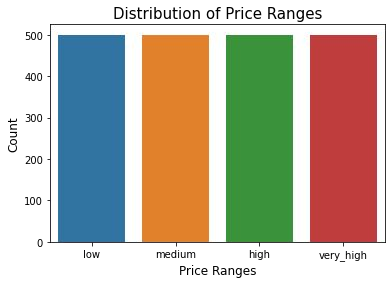 Distribution of Price Ranges
500
400
300
200
100
0
Count
low medium high very_high
Price Ranges